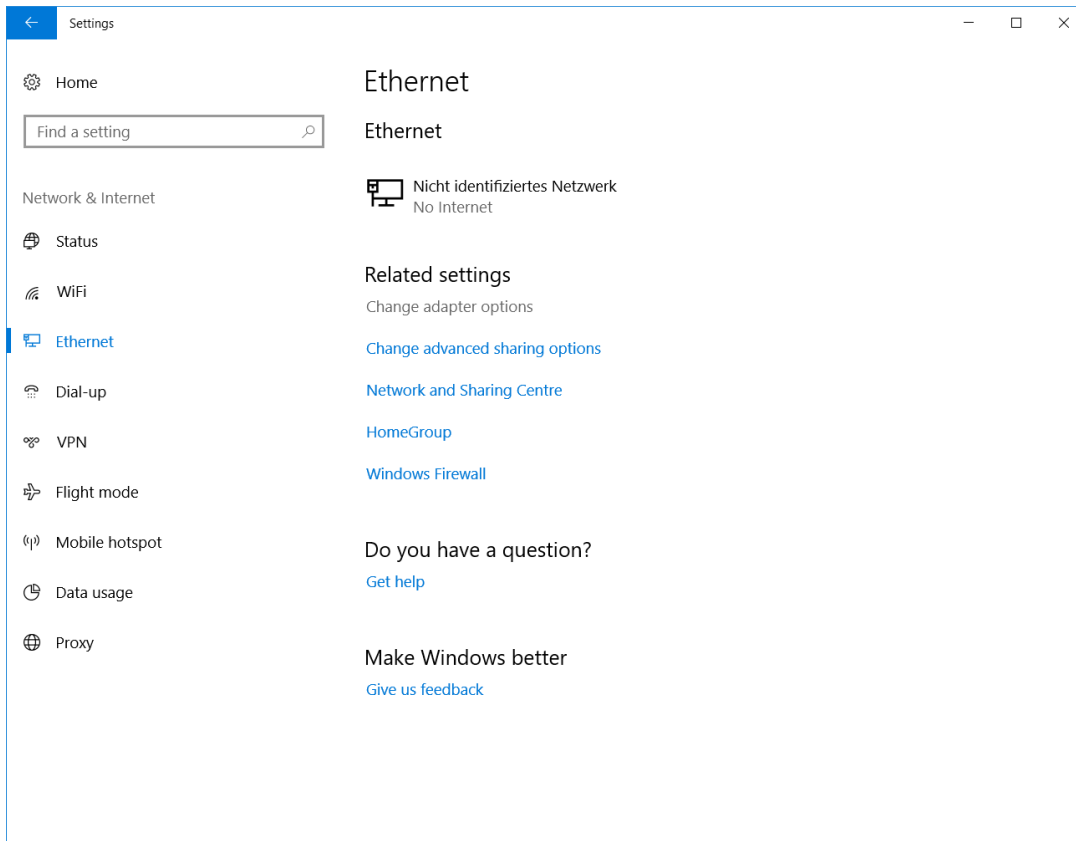 Settings
Home
Find a setting
Network & Internet
Status
WiFi
Ethernet
Dial-up
VPN
Flight mode
Mobile hotspot
Data usage
Proxy
Ethernet
Ethernet
Nicht identifiziertes Netzwerk
No Internet
Related settings
Change adapter options
Change advanced sharing options
Network and Sharing Centre
HomeGroup
Windows Firewall
Do you have a question?
Get help
Make Windows better
Give us feedback